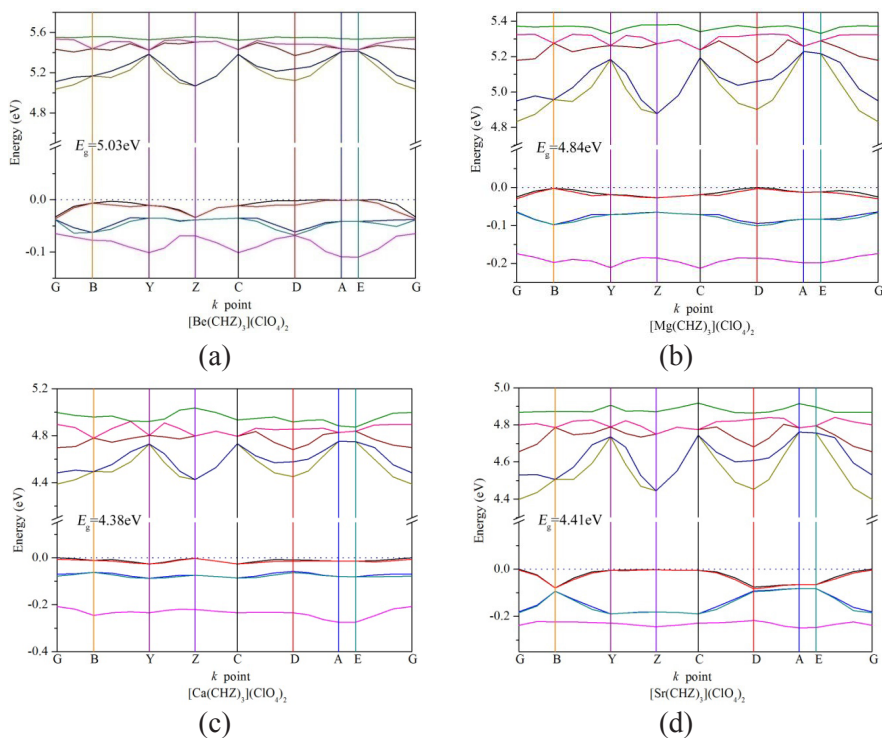 5.6
5.2
4.8
0.0
-0.1
Energy (eV)
E_g=5.03eV
G B Y Z C D A E G
k point
[Be(CHZ)₃](ClO₄)₂
(a)
5.4
5.2
5.0
4.8
0.0
-0.1
-0.2
Energy (eV)
E_g=4.84eV
G B Y Z C D A E G
k point
[Mg(CHZ)₃](ClO₄)₂
(b)
5.2
4.8
4.4
0.0
-0.2
-0.4
Energy (eV)
E_g=4.38eV
G B Y Z C D A E G
k point
[Ca(CHZ)₃](ClO₄)₂
(c)
5.0
4.8
4.6
4.4
0.0
-0.2
Energy (eV)
E_g=4.41eV
G B Y Z C D A E G
k point
[Sr(CHZ)₃](ClO₄)₂
(d)